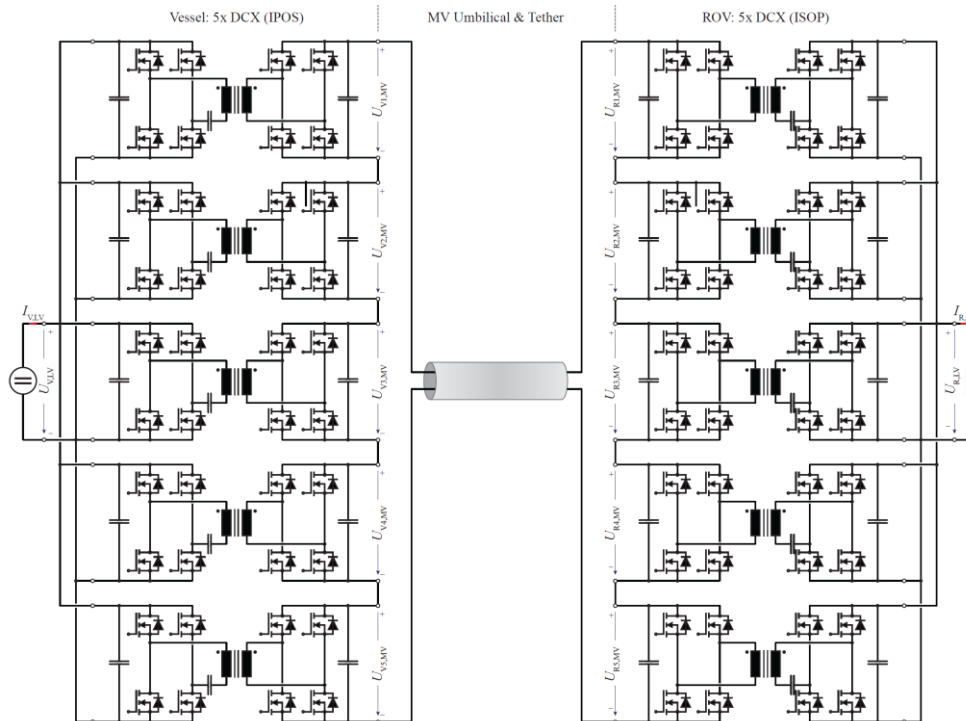 Vessel: 5x DCX (IPOS)
MV Umbilical & Tether
ROV: 5x DCX (ISOP)
+
U_V1,MV
−
+
U_R1,MV
−
+
U_V2,MV
−
+
U_R2,MV
−
I_V,LV
+
U_V,LV
−
+
U_V3,MV
−
+
U_R3,MV
−
I_R,
+
U_R,LV
−
+
U_V4,MV
−
+
U_R4,MV
−
+
U_V5,MV
−
+
U_R5,MV
−